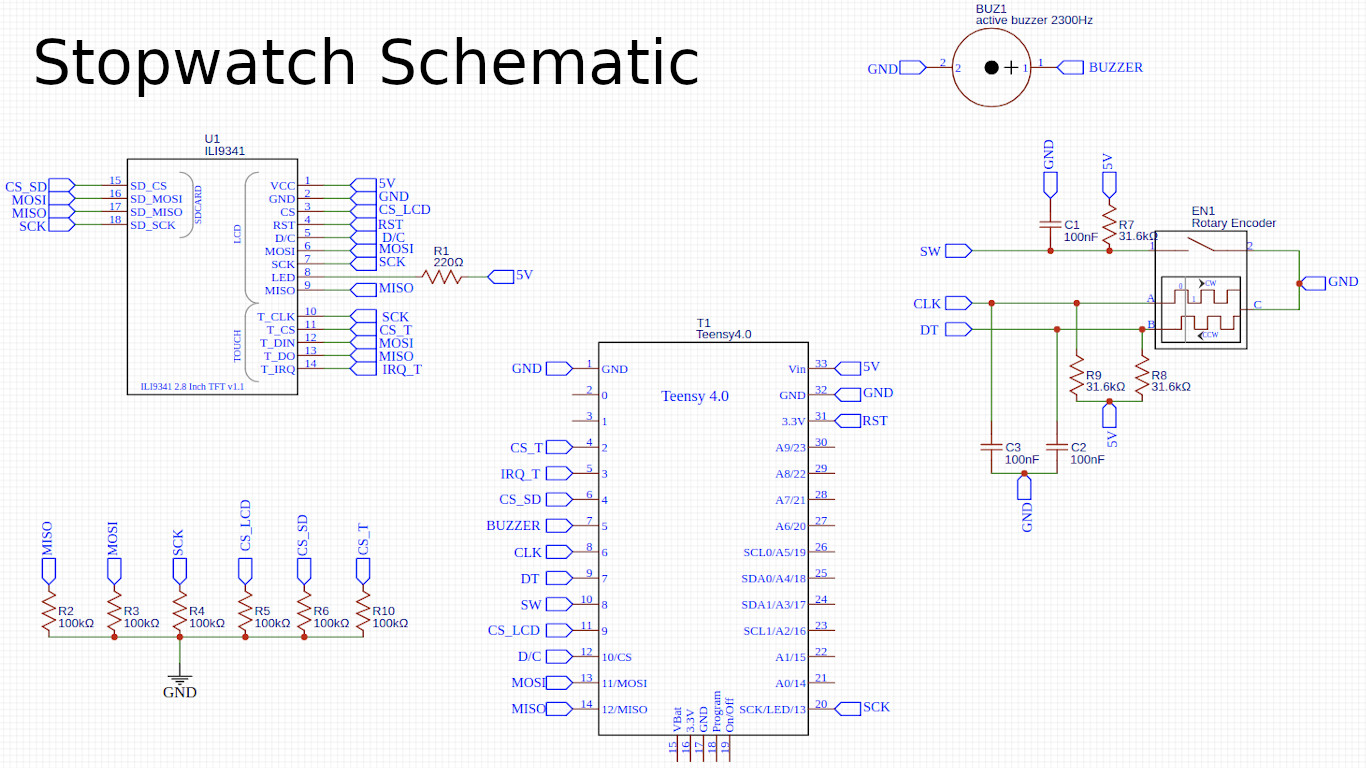 Stopwatch Schematic
BUZ1
active buzzer 2300Hz
GND 2 2 + 1 1 BUZZER
U1
ILI9341
CS_SD 15 SD_CS
MOSI 16 SD_MOSI
MISO 17 SD_MISO
SCK 18 SD_SCK
SDCARD
LCD
VCC 1 5V
GND 2 GND
CS 3 CS_LCD
RST 4 RST
D/C 5 D/C
MOSI 6 MOSI
SCK 7 SCK
LED 8
R1
220Ω
5V
MISO 9 MISO
TOUCH
T_CLK 10 SCK
T_CS 11 CS_T
T_DIN 12 MOSI
T_DO 13 MISO
T_IRQ 14 IRQ_T
ILI9341 2.8 Inch TFT v1.1
GND
5V
C1
100nF
R7
31.6kΩ
EN1
Rotary Encoder
SW
1
2
CLK
DT
A
B
C
0
1
CW
CCW
GND
R9
31.6kΩ
R8
31.6kΩ
5V
C3
100nF
C2
100nF
GND
T1
Teensy4.0
Teensy 4.0
GND 1 GND
2 0
3 1
CS_T 4 2
IRQ_T 5 3
CS_SD 6 4
BUZZER 7 5
CLK 8 6
DT 9 7
SW 10 8
CS_LCD 11 9
D/C 12 10/CS
MOSI 13 11/MOSI
MISO 14 12/MISO
Vin 33 5V
GND 32 GND
3.3V 31 RST
A9/23 30
A8/22 29
A7/21 28
A6/20 27
SCL0/A5/19 26
SDA0/A4/18 25
SDA1/A3/17 24
SCL1/A2/16 23
A1/15 22
A0/14 21
SCK/LED/13 20 SCK
VBat 15
3.3V 16
GND 17
Program 18
On/Off 19
MISO
MOSI
SCK
CS_LCD
CS_SD
CS_T
R2
100kΩ
R3
100kΩ
R4
100kΩ
R5
100kΩ
R6
100kΩ
R10
100kΩ
GND